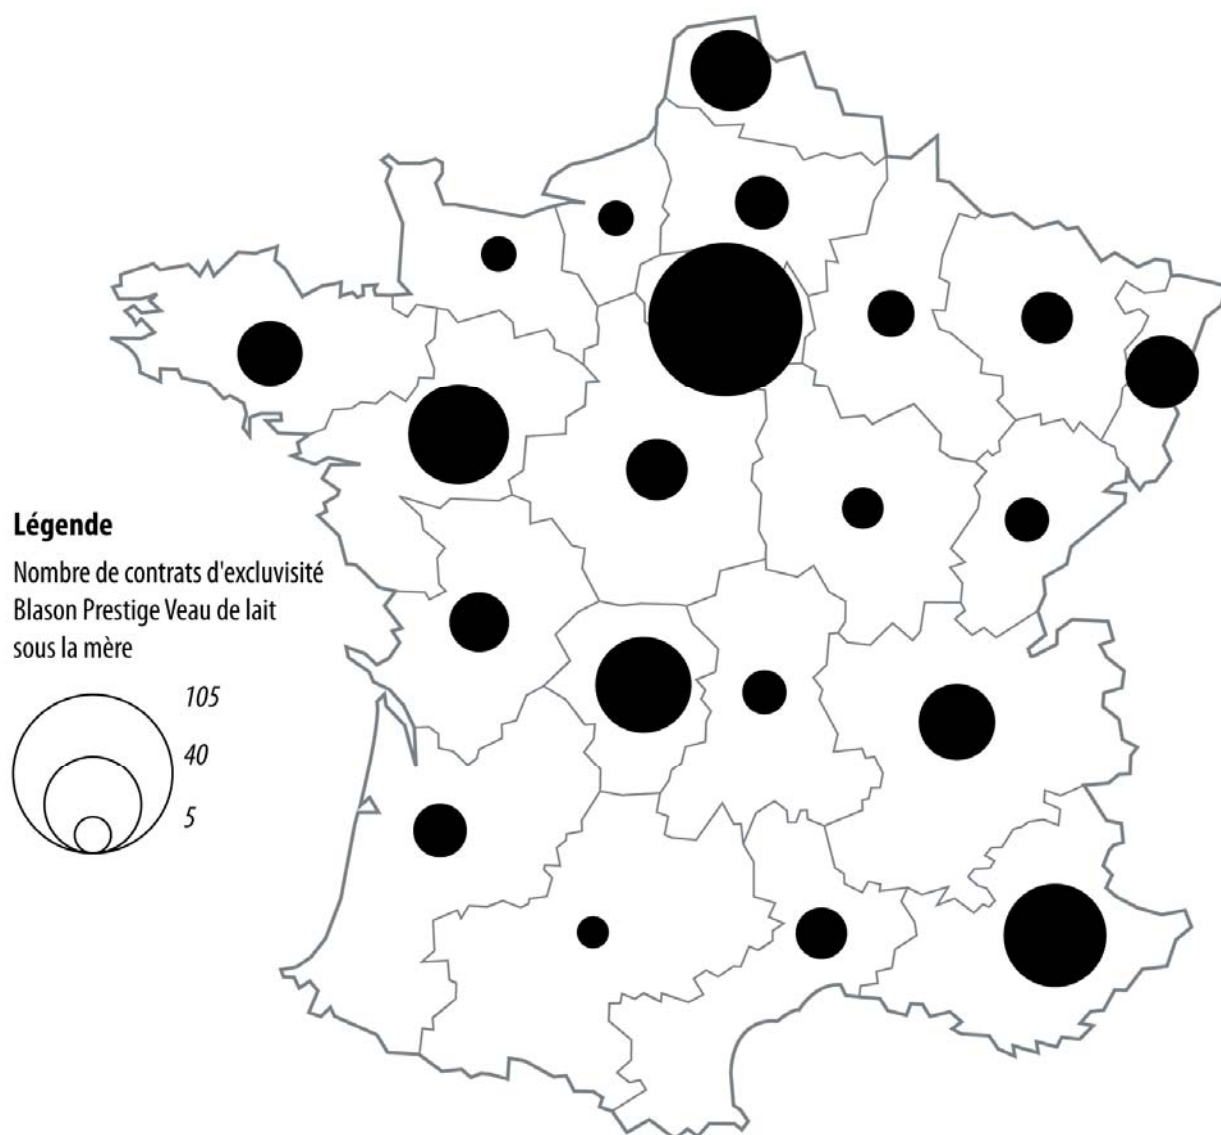 Légende
Nombre de contrats d'excluvisité
Blason Prestige Veau de lait
sous la mère
105
40
5